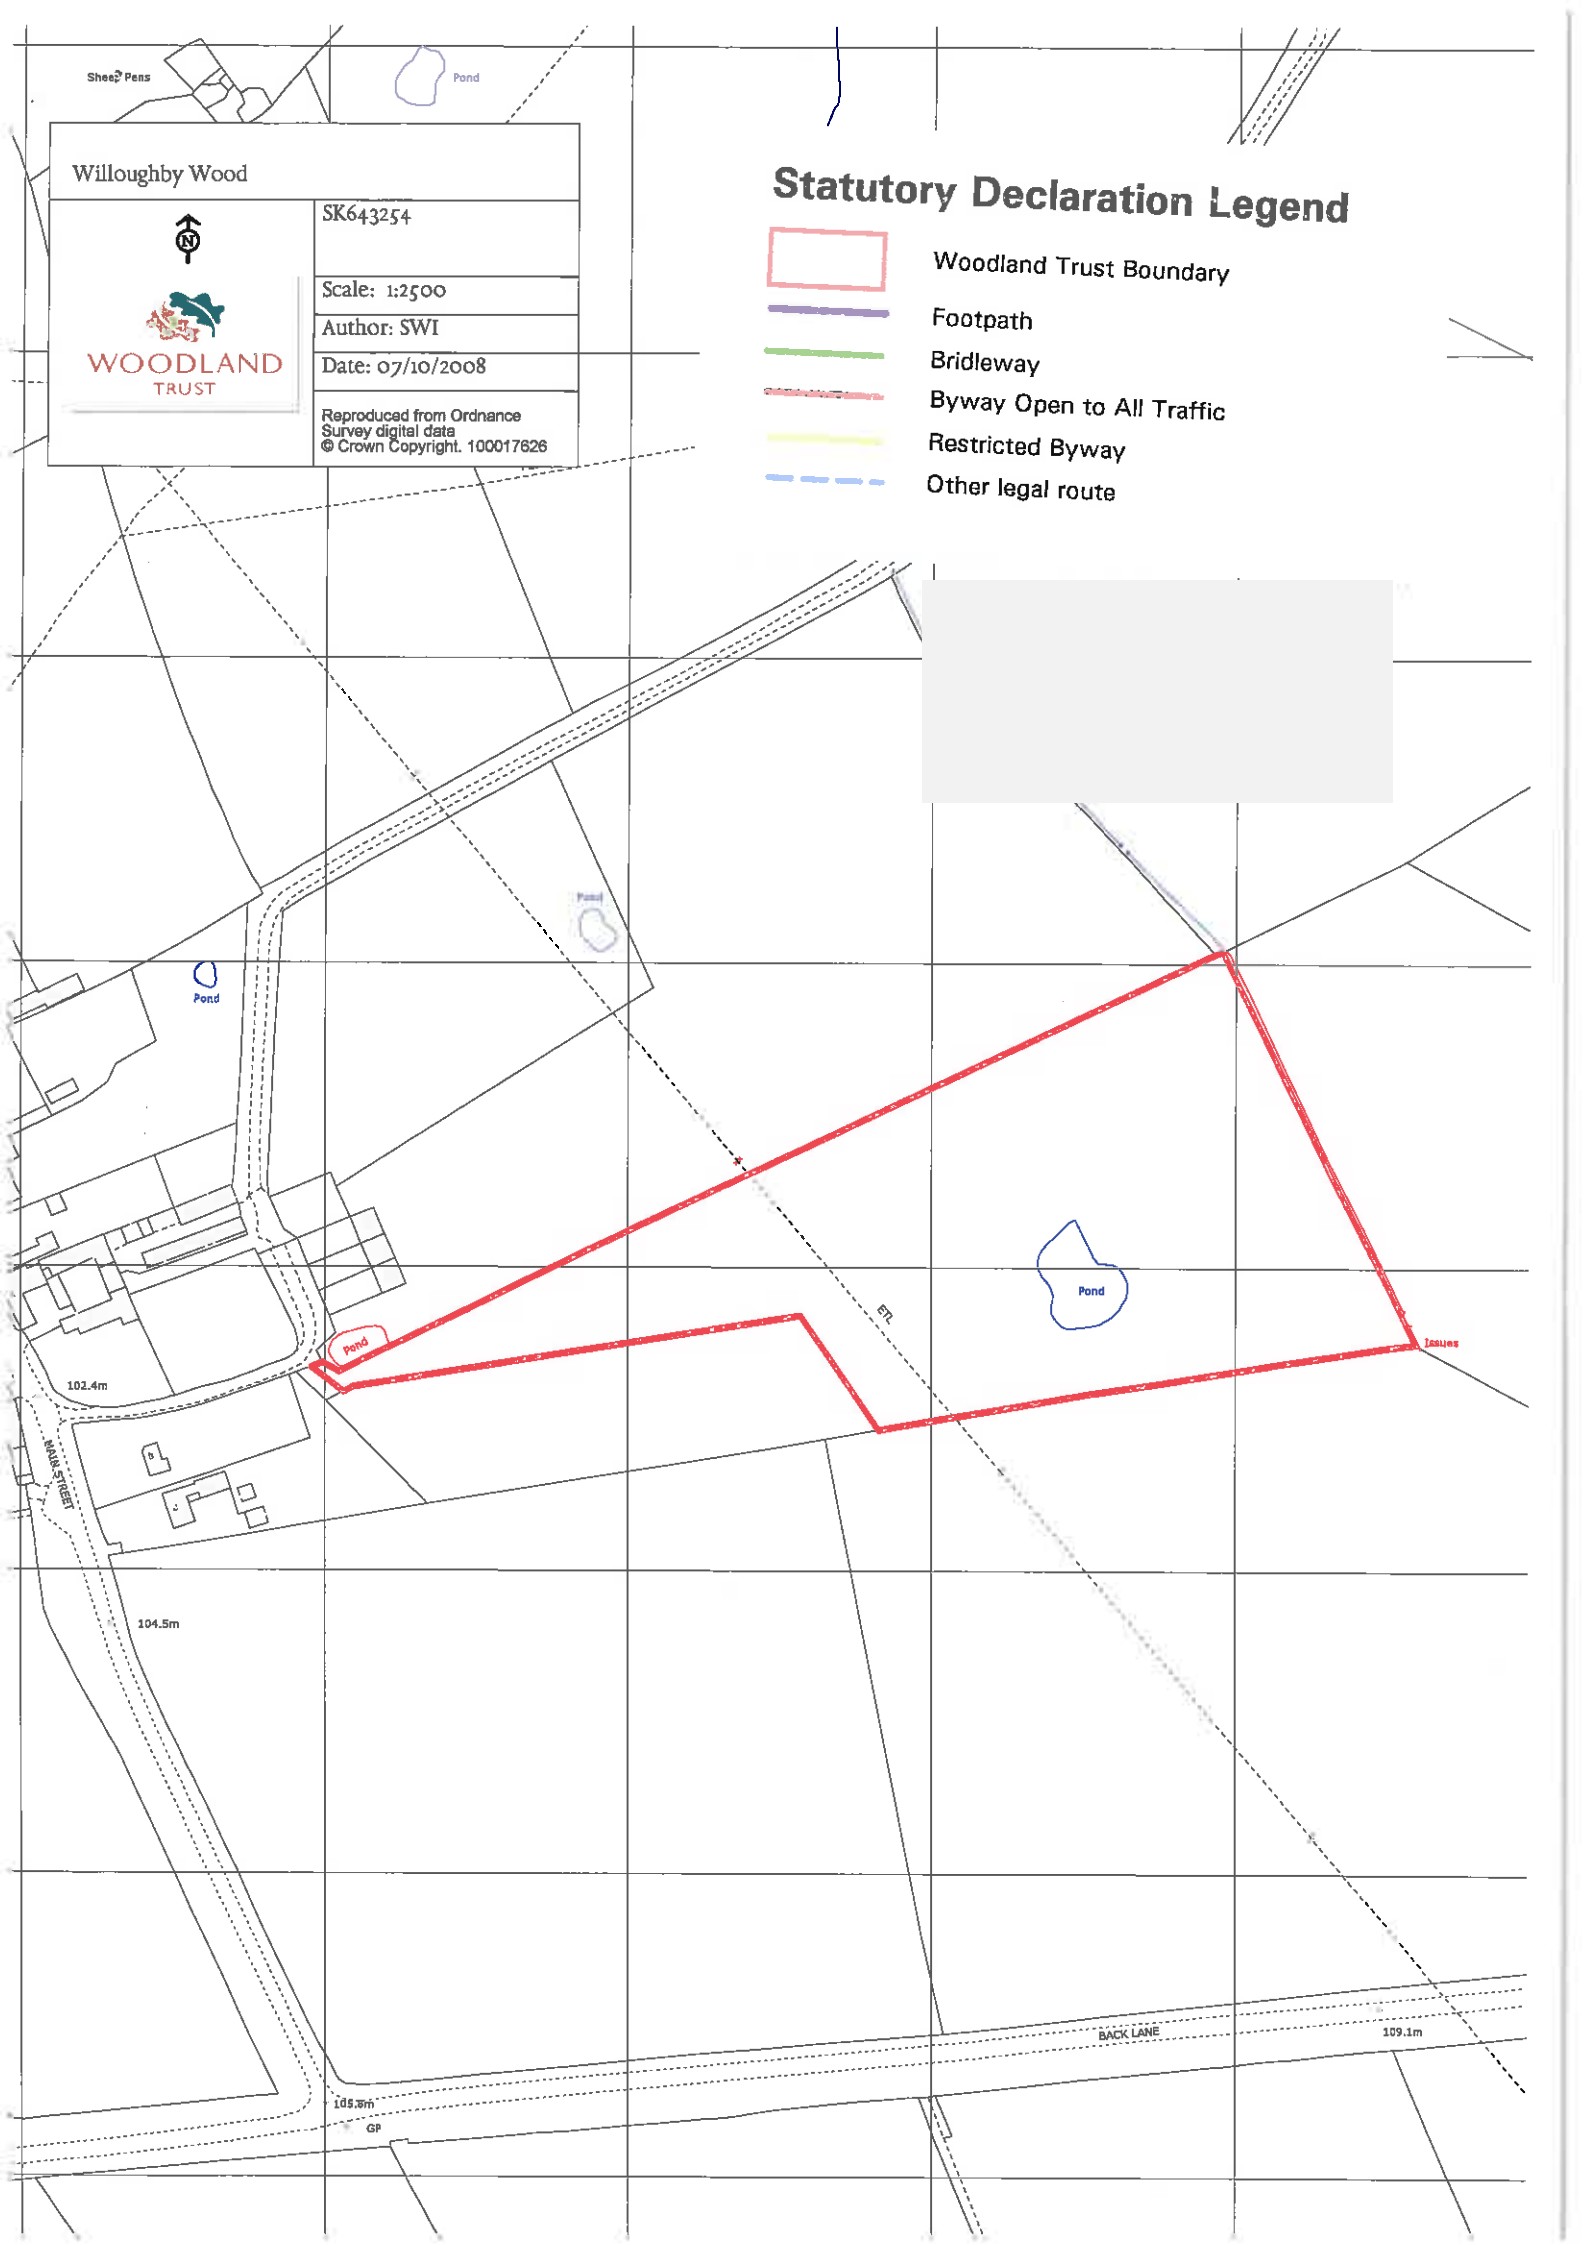 Sheep Pens
Pond
Willoughby Wood
SK643254
N
Scale: 1:2500
Author: SWI
Date: 07/10/2008
WOODLAND
TRUST
Reproduced from Ordnance
Survey digital data
© Crown Copyright. 100017626
Statutory Declaration Legend
Woodland Trust Boundary
Footpath
Bridleway
Byway Open to All Traffic
Restricted Byway
Other legal route
Pond
Pond
Pond
ETL
Pond
Issues
102.4m
MAIN STREET
104.5m
BACK LANE
109.1m
105.8m
GP